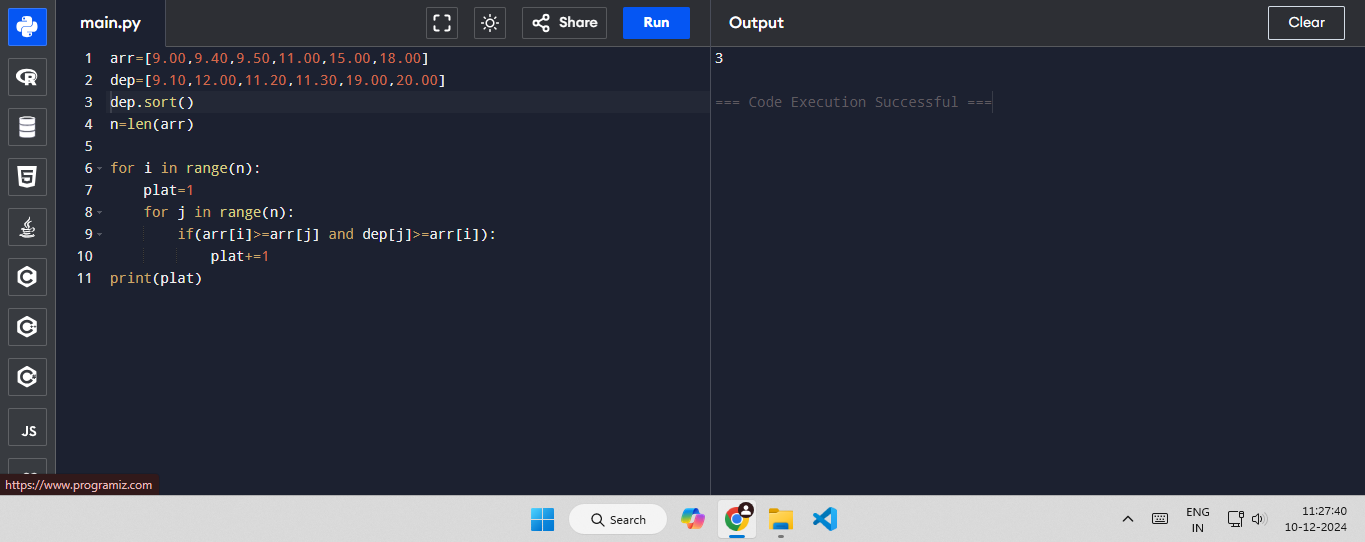 main.py
Share
Run
Output
Clear
1 arr=[9.00,9.40,9.50,11.00,15.00,18.00]
2 dep=[9.10,12.00,11.20,11.30,19.00,20.00]
3 dep.sort()
4 n=len(arr)
5
6 for i in range(n):
7     plat=1
8     for j in range(n):
9         if(arr[i]>=arr[j] and dep[j]>=arr[i]):
10             plat+=1
11 print(plat)
3
=== Code Execution Successful ===
JS
https://www.programiz.com
Search
ENG
IN
11:27:40
10-12-2024